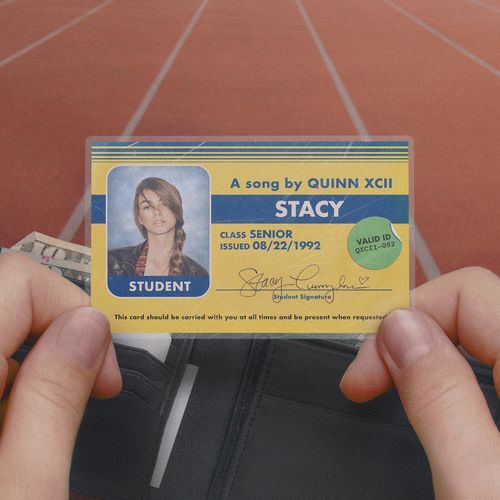 A song by QUINN XCII
STACY
CLASS SENIOR
ISSUED 08/22/1992
VALID ID
QXCII-092
STUDENT
Stacy
Student Signature
This card should be carried with you at all times and be present when requested